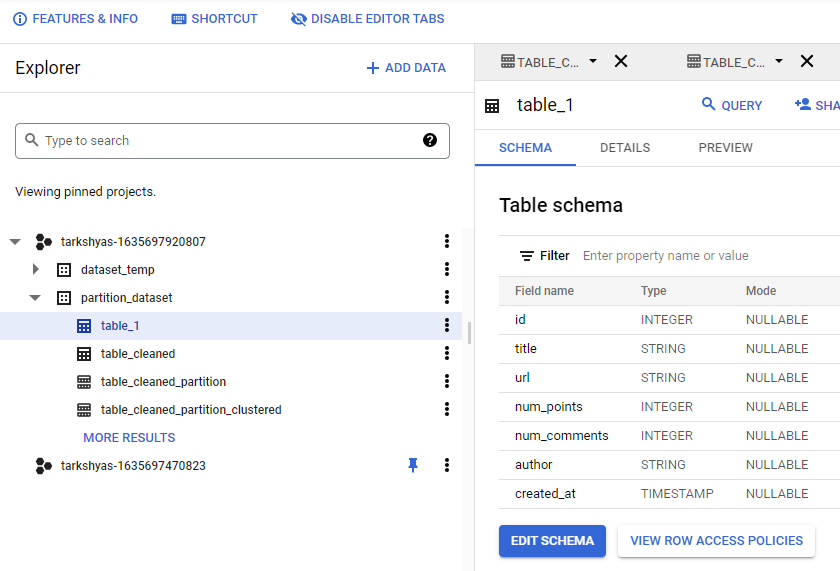 FEATURES & INFO SHORTCUT DISABLE EDITOR TABS
Explorer
+ ADD DATA
Type to search
Viewing pinned projects.
tarkshyas-1635697920807
dataset_temp
partition_dataset
table_1
table_cleaned
table_cleaned_partition
table_cleaned_partition_clustered
MORE RESULTS
tarkshyas-1635697470823
TABLE_C... TABLE_C...
table_1 QUERY SHA
SCHEMA DETAILS PREVIEW
Table schema
Filter Enter property name or value
Field name Type Mode
id INTEGER NULLABLE
title STRING NULLABLE
url STRING NULLABLE
num_points INTEGER NULLABLE
num_comments INTEGER NULLABLE
author STRING NULLABLE
created_at TIMESTAMP NULLABLE
EDIT SCHEMA VIEW ROW ACCESS POLICIES